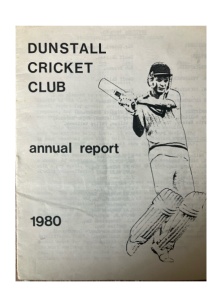 DUNSTALL
CRICKET
CLUB
annual report
1980